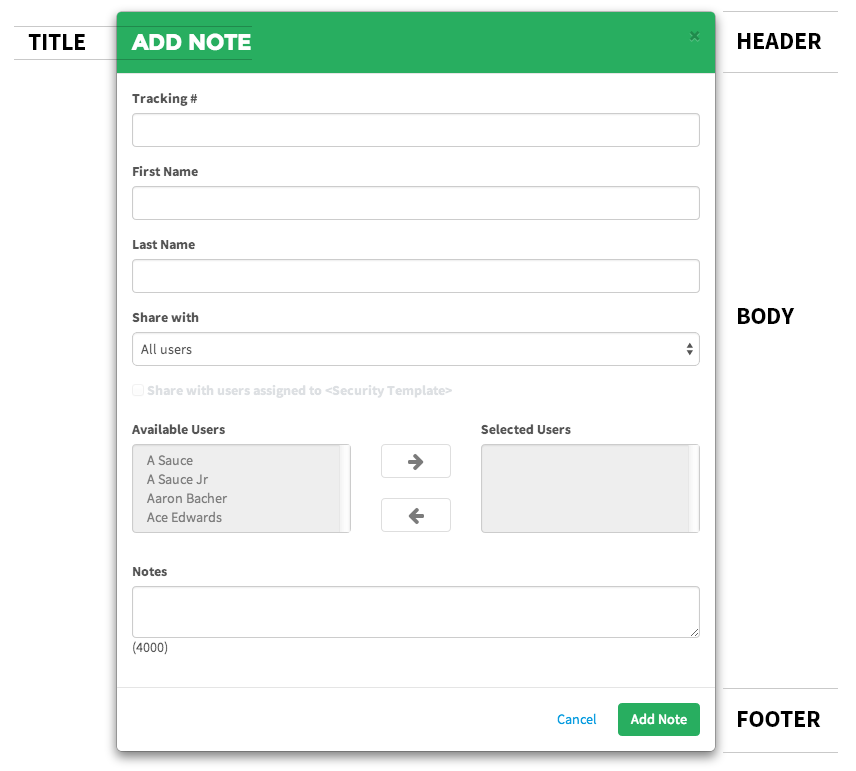 TITLE
ADD NOTE
×
HEADER
Tracking #
First Name
Last Name
Share with
All users
BODY
Share with users assigned to <Security Template>
Available Users
Selected Users
A Sauce
A Sauce Jr
Aaron Bacher
Ace Edwards
Notes
(4000)
Cancel
Add Note
FOOTER